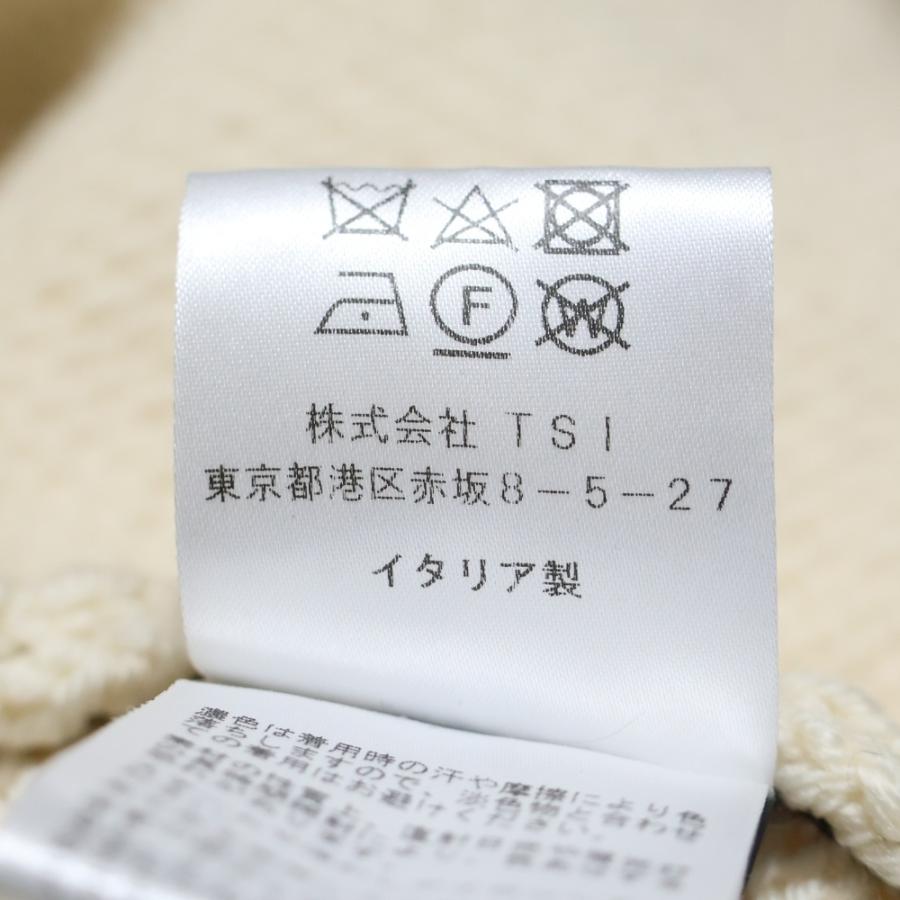 F W
株式会社 TSI
東京都港区赤坂8-5-27
イタリア製
濃色は着用時の汗や摩擦により色
落ちしますので、淡色物と合わせ
ての着用はお避けください。